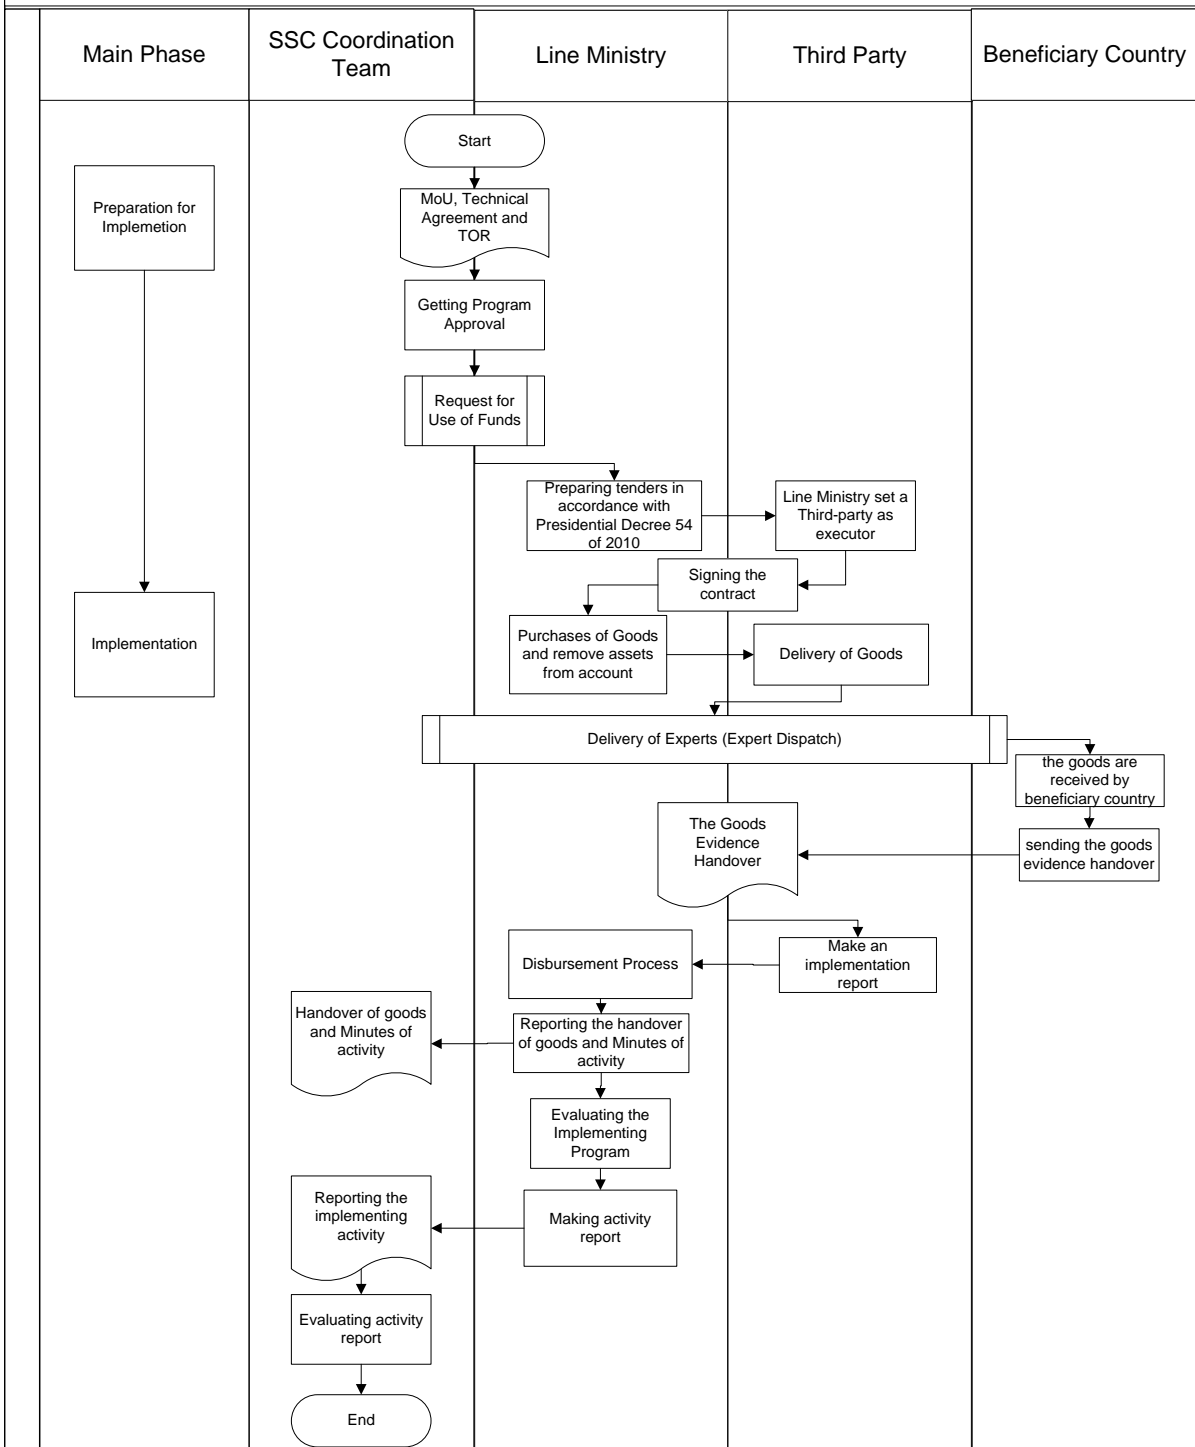 Main Phase
SSC Coordination
Team
Line Ministry
Third Party
Beneficiary Country
Start
Preparation for
Implemetion
MoU, Technical
Agreement and
TOR
Getting Program
Approval
Request for
Use of Funds
Preparing tenders in
accordance with
Presidential Decree 54
of 2010
Line Ministry set a
Third-party as
executor
Signing the
contract
Implementation
Purchases of Goods
and remove assets
from account
Delivery of Goods
Delivery of Experts (Expert Dispatch)
the goods are
received by
beneficiary country
The Goods
Evidence
Handover
sending the goods
evidence handover
Make an
implementation
report
Disbursement Process
Handover of goods
and Minutes of
activity
Reporting the handover
of goods and Minutes of
activity
Evaluating the
Implementing
Program
Reporting the
implementing
activity
Making activity
report
Evaluating activity
report
End